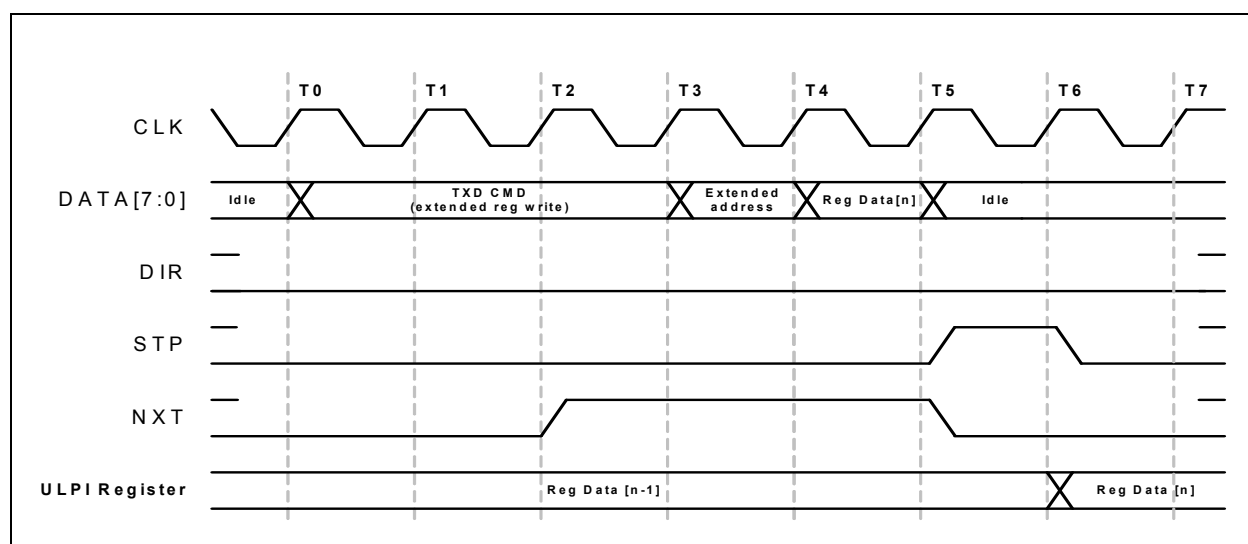 T0 T1 T2 T3 T4 T5 T6 T7
CLK
DATA[7:0] Idle TXD CMD Extended Reg Data[n] Idle
(extended reg write) address
DIR
STP
NXT
ULPI Register Reg Data [n-1] Reg Data [n]